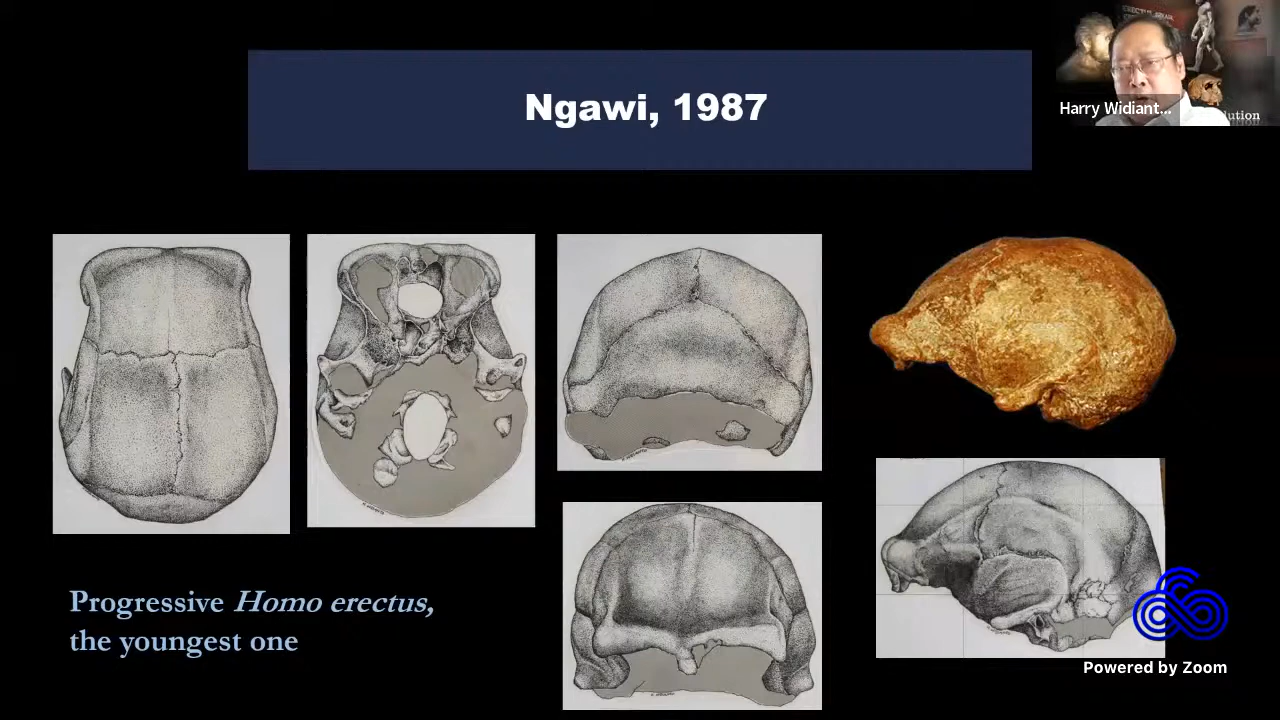 Ngawi, 1987
Harry Widiant...
Progressive Homo erectus,
the youngest one
Powered by Zoom